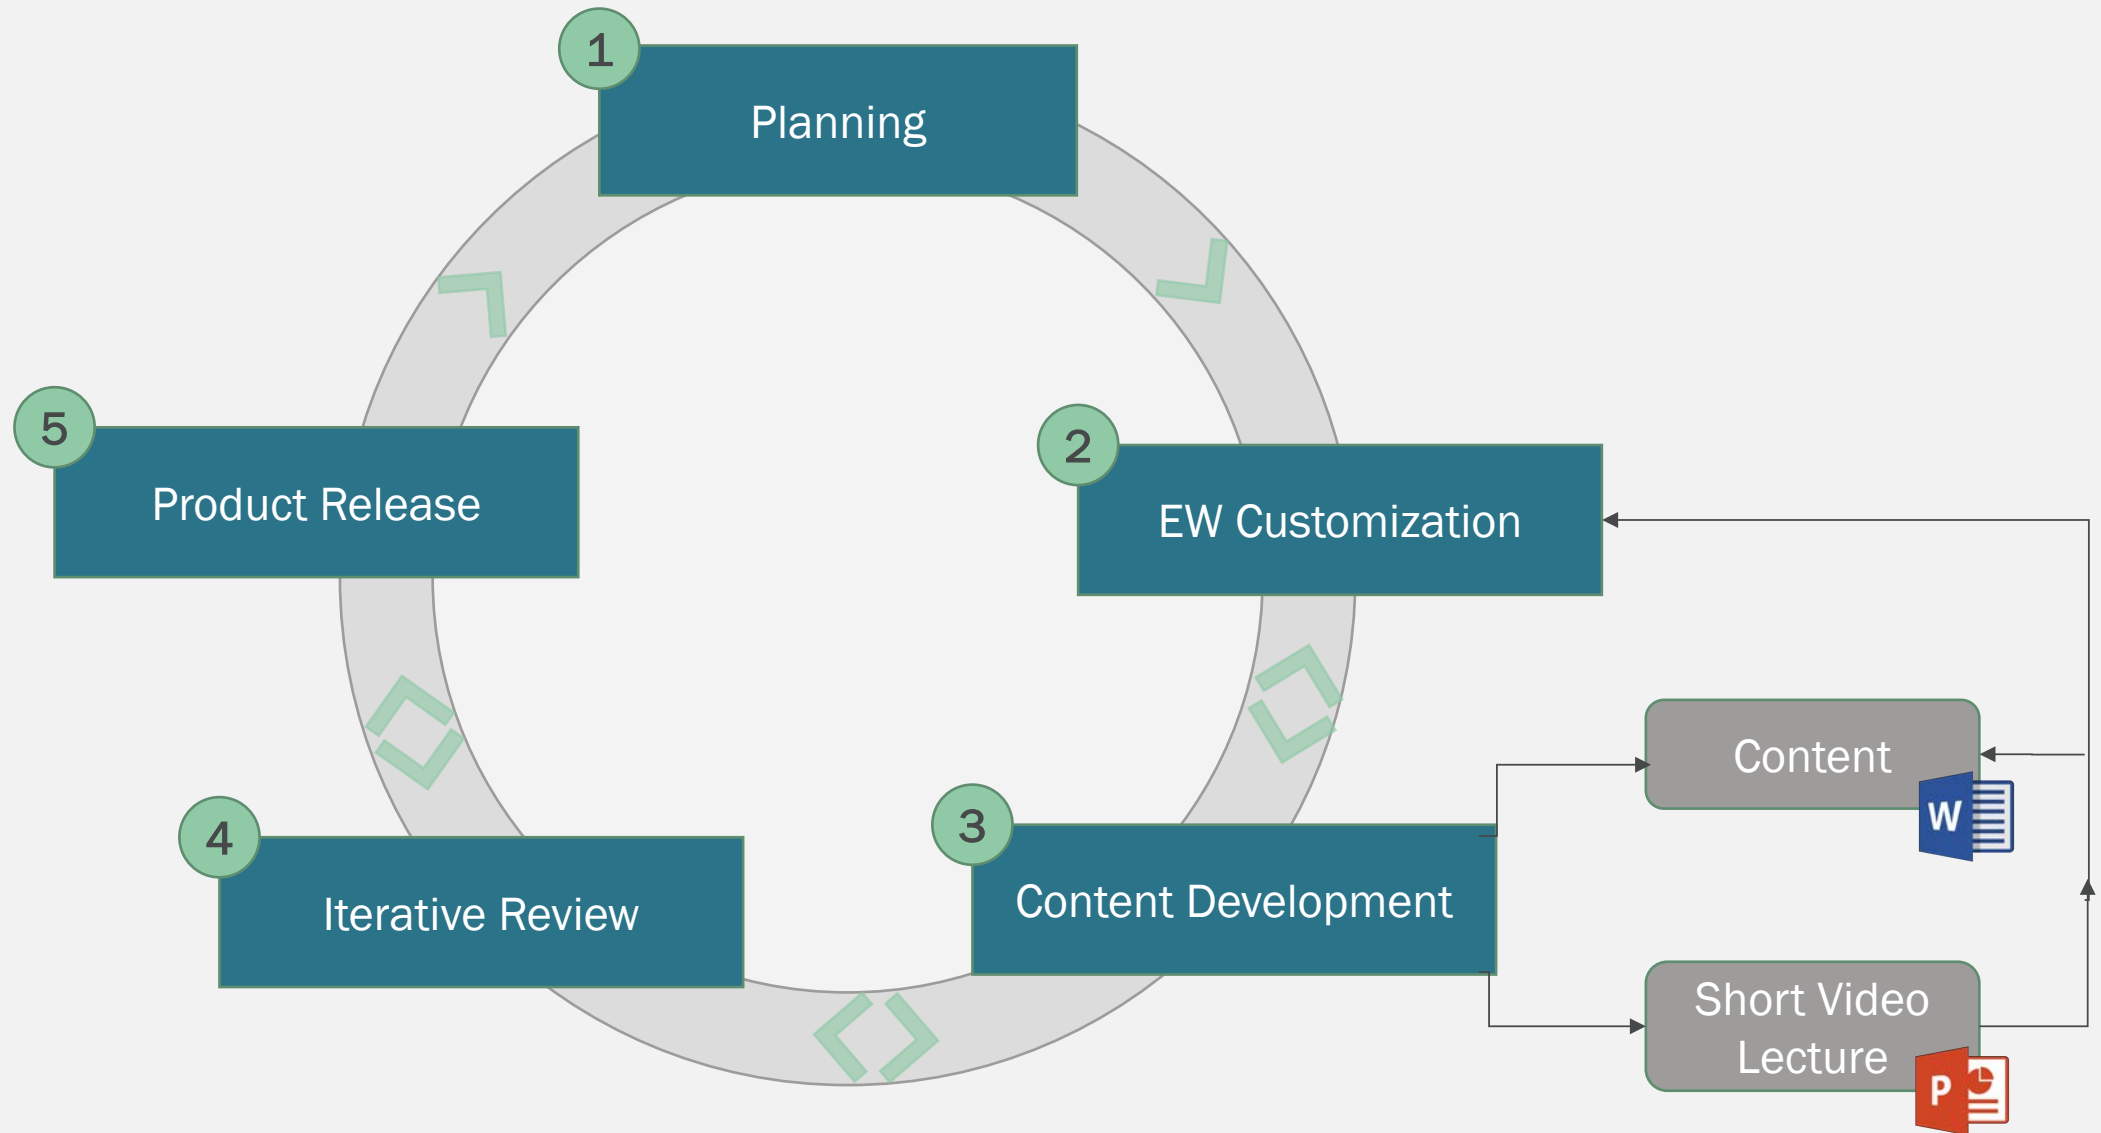 1
Planning
2
EW Customization
3
Content Development
Content
W
Short Video
Lecture
P
4
Iterative Review
5
Product Release